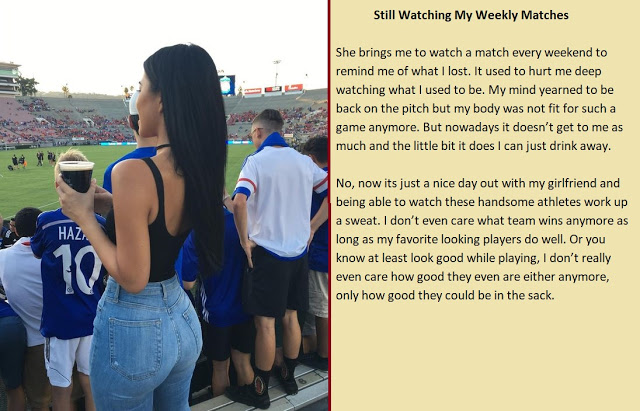 Still Watching My Weekly Matches
She brings me to watch a match every weekend to
remind me of what I lost. It used to hurt me deep
watching what I used to be. My mind yearned to be
back on the pitch but my body was not fit for such a
game anymore. But nowadays it doesn't get to me as
much and the little bit it does I can just drink away.
No, now its just a nice day out with my girlfriend and
being able to watch these handsome athletes work up
a sweat. I don't even care what team wins anymore as
long as my favorite looking players do well. Or you
know at least look good while playing, I don't really
even care how good they even are either anymore,
only how good they could be in the sack.
HAZA
10